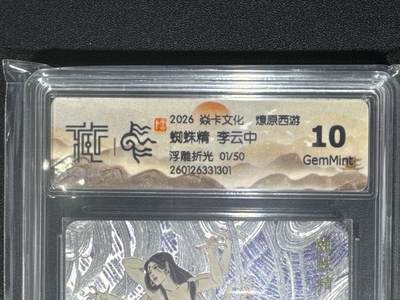 2026 焱卡文化 燎原西游
蜘蛛精 李云中
浮雕折光 01/50
260126331301
10
GemMint